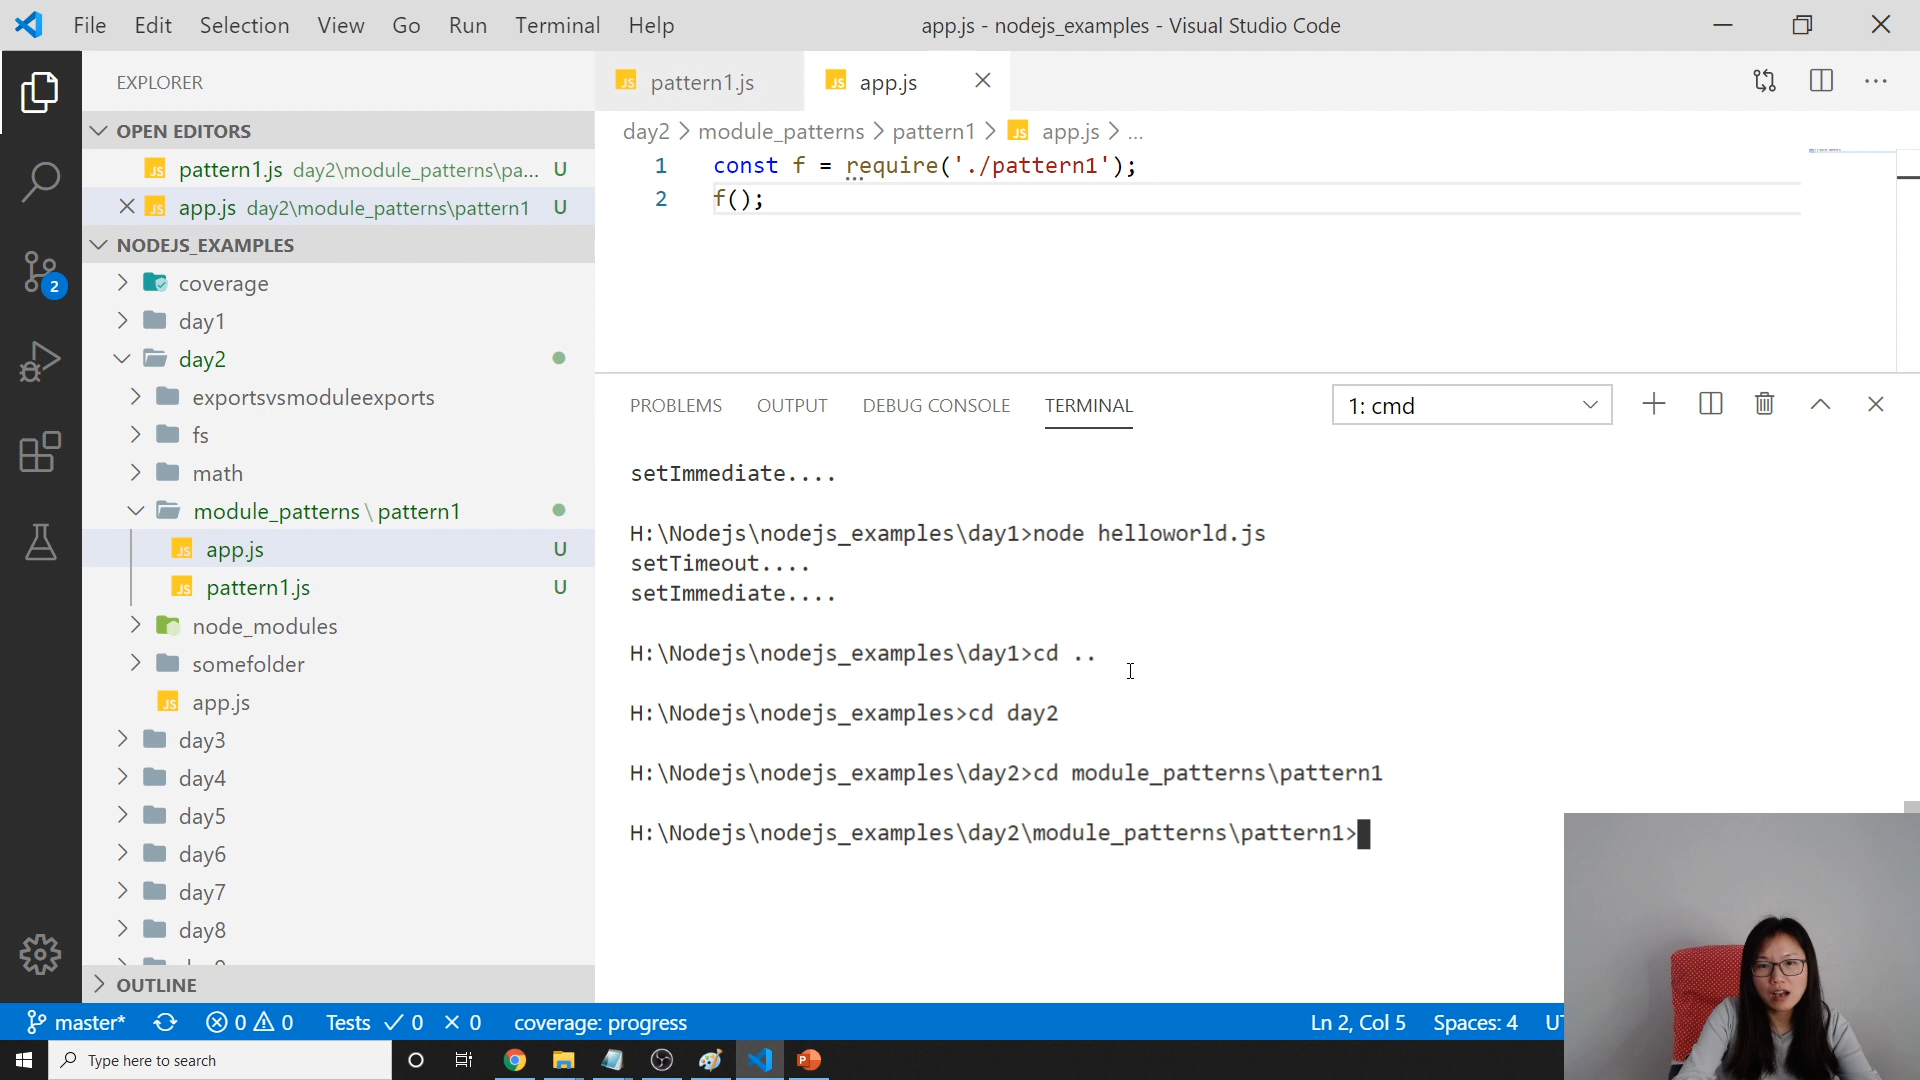 File Edit Selection View Go Run Terminal Help app.js - nodejs_examples - Visual Studio Code
EXPLORER
OPEN EDITORS
pattern1.js day2\module_patterns\pa... U
app.js day2\module_patterns\pattern1 U
NODEJS_EXAMPLES
coverage
day1
day2
exportsvsmoduleexports
fs
math
module_patterns \ pattern1
app.js U
pattern1.js U
node_modules
somefolder
app.js
day3
day4
day5
day6
day7
day8
OUTLINE
2
pattern1.js app.js
day2 > module_patterns > pattern1 > app.js > ...
1 const f = require('./pattern1');
2 f();
PROBLEMS OUTPUT DEBUG CONSOLE TERMINAL 1: cmd
setImmediate....
H:\Nodejs\nodejs_examples\day1>node helloworld.js
setTimeout....
setImmediate....
H:\Nodejs\nodejs_examples\day1>cd ..
H:\Nodejs\nodejs_examples>cd day2
H:\Nodejs\nodejs_examples\day2>cd module_patterns\pattern1
H:\Nodejs\nodejs_examples\day2\module_patterns\pattern1>
master* 0 0 Tests 0 0 coverage: progress Ln 2, Col 5 Spaces: 4
Type here to search